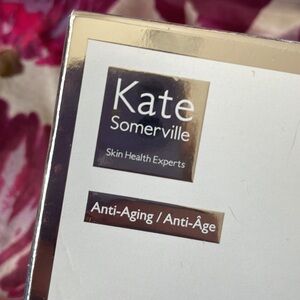 Kate
Somerville
Skin Health Experts
Anti-Aging / Anti-Âge